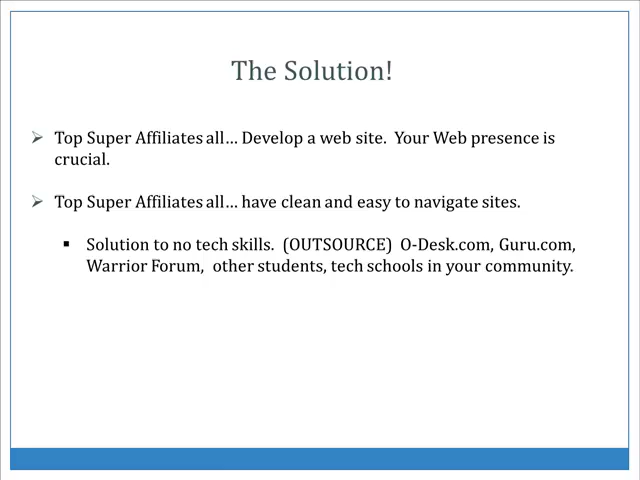 The Solution!
Top Super Affiliates all… Develop a web site.  Your Web presence is
crucial.
Top Super Affiliates all… have clean and easy to navigate sites.
Solution to no tech skills.  (OUTSOURCE)  O-Desk.com, Guru.com,
Warrior Forum,  other students, tech schools in your community.